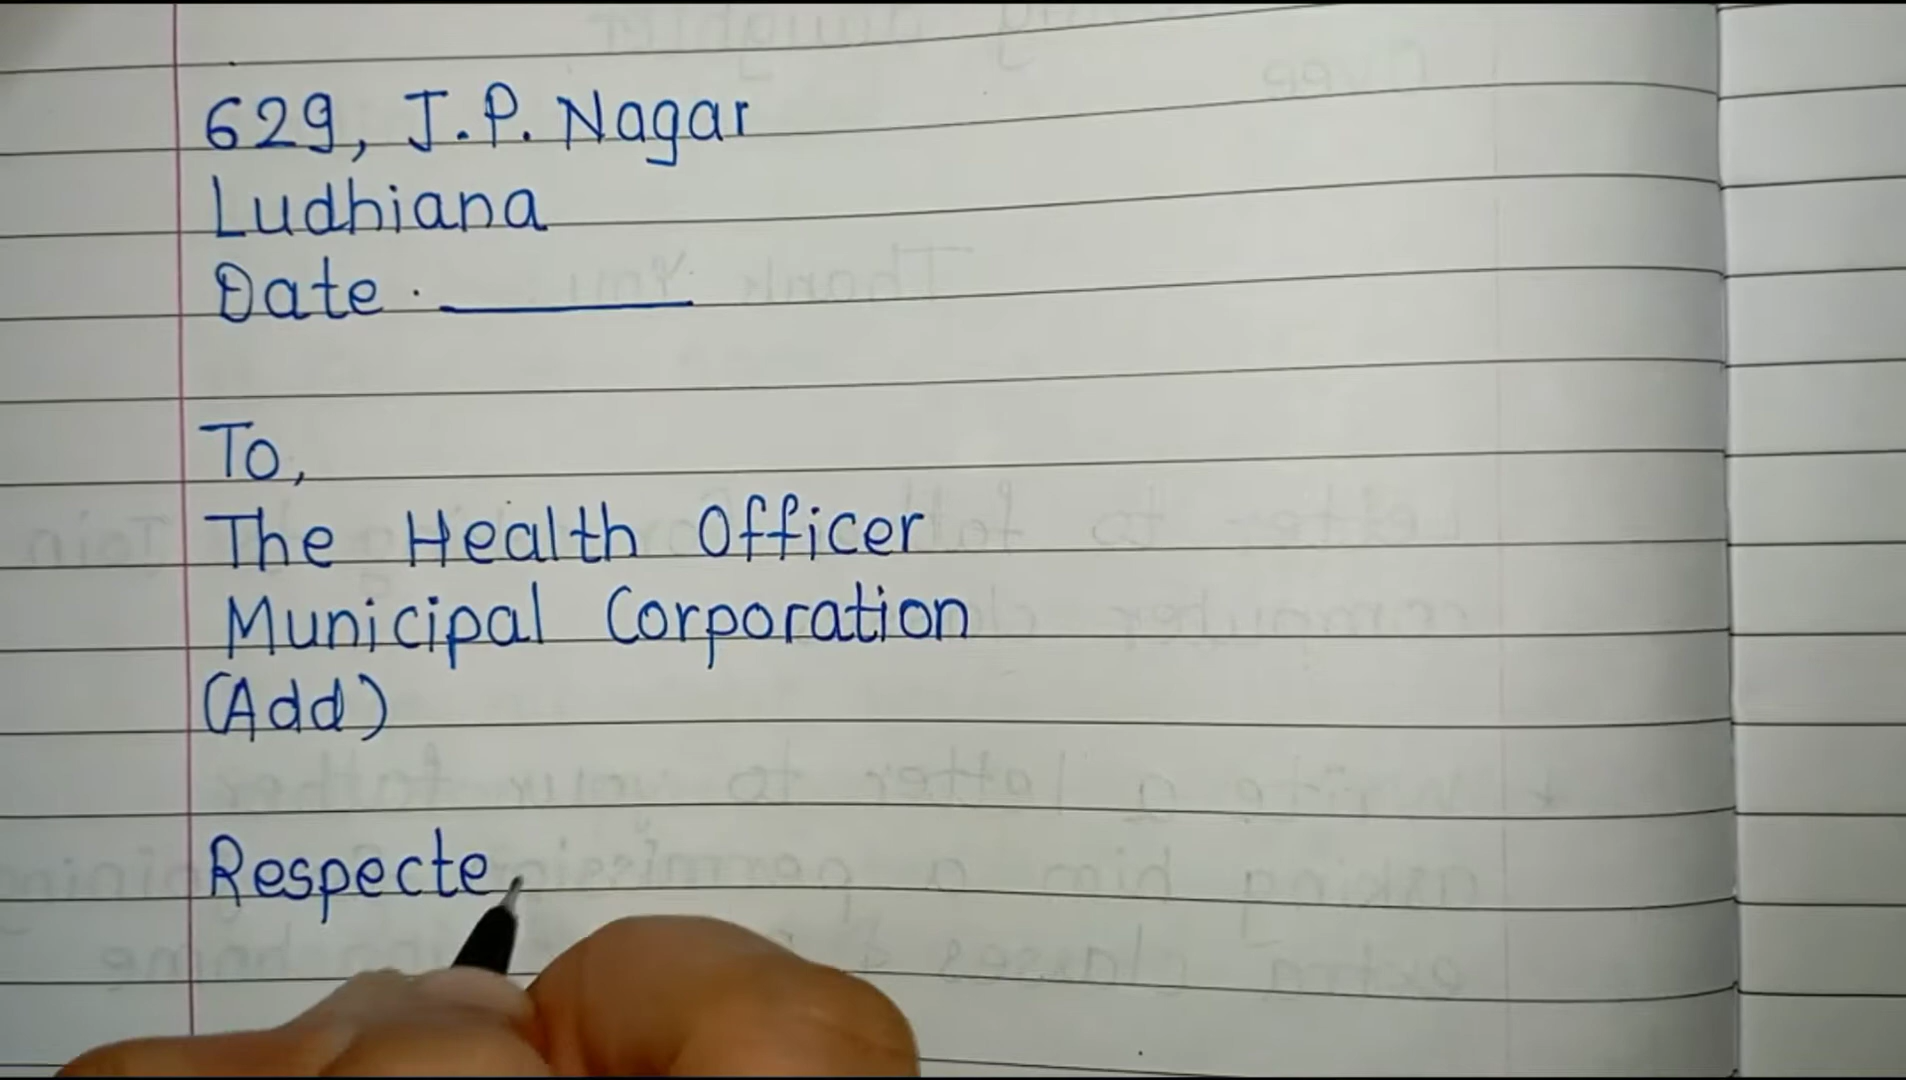 629, J.P. Nagar
Ludhiana
Date . ______
To,
The Health Officer
Municipal Corporation
(Add)
Respecte